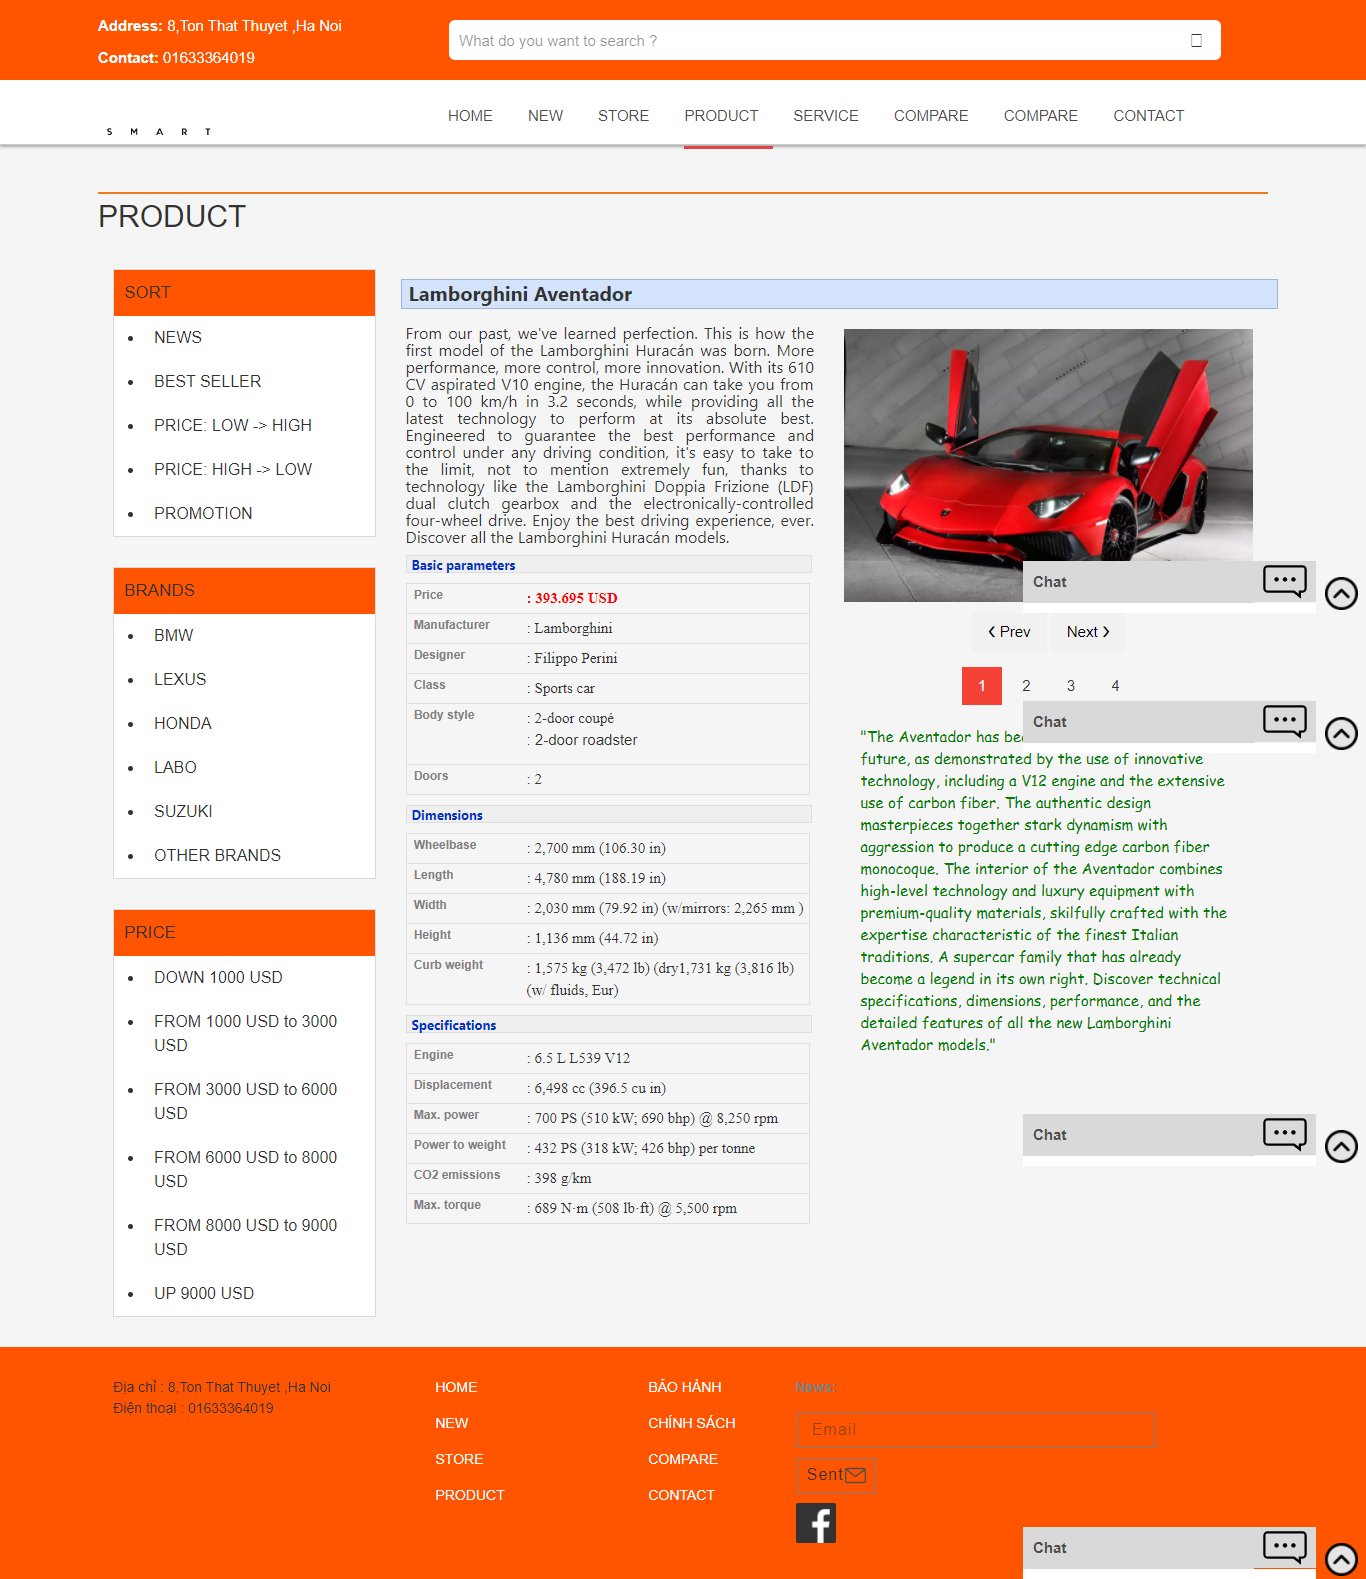 Address: 8,Ton That Thuyet ,Ha Noi
Contact: 01633364019
What do you want to search ?
SMART
HOME NEW STORE PRODUCT SERVICE COMPARE COMPARE CONTACT
PRODUCT
SORT
NEWS
BEST SELLER
PRICE: LOW -> HIGH
PRICE: HIGH -> LOW
PROMOTION
BRANDS
BMW
LEXUS
HONDA
LABO
SUZUKI
OTHER BRANDS
PRICE
DOWN 1000 USD
FROM 1000 USD to 3000
USD
FROM 3000 USD to 6000
USD
FROM 6000 USD to 8000
USD
FROM 8000 USD to 9000
USD
UP 9000 USD
Lamborghini Aventador
From our past, we've learned perfection. This is how the
first model of the Lamborghini Huracán was born. More
performance, more control, more innovation. With its 610
CV aspirated V10 engine, the Huracán can take you from
0 to 100 km/h in 3.2 seconds, while providing all the
latest technology to perform at its absolute best.
Engineered to guarantee the best performance and
control under any driving condition, it's easy to take to
the limit, not to mention extremely fun, thanks to
technology like the Lamborghini Doppia Frizione (LDF)
dual clutch gearbox and the electronically-controlled
four-wheel drive. Enjoy the best driving experience, ever.
Discover all the Lamborghini Huracán models.
Basic parameters
Price : 393.695 USD
Manufacturer : Lamborghini
Designer : Filippo Perini
Class : Sports car
Body style : 2-door coupé
: 2-door roadster
Doors : 2
Dimensions
Wheelbase : 2,700 mm (106.30 in)
Length : 4,780 mm (188.19 in)
Width : 2,030 mm (79.92 in) (w/mirrors: 2,265 mm )
Height : 1,136 mm (44.72 in)
Curb weight : 1,575 kg (3,472 lb) (dry1,731 kg (3,816 lb)
(w/ fluids, Eur)
Specifications
Engine : 6.5 L L539 V12
Displacement : 6,498 cc (396.5 cu in)
Max. power : 700 PS (510 kW; 690 bhp) @ 8,250 rpm
Power to weight : 432 PS (318 kW; 426 bhp) per tonne
CO2 emissions : 398 g/km
Max. torque : 689 N·m (508 lb·ft) @ 5,500 rpm
Chat
❮ Prev Next ❯
1 2 3 4
Chat
"The Aventador has
future, as demonstrated by the use of innovative
technology, including a V12 engine and the extensive
use of carbon fiber. The authentic design
masterpieces together stark dynamism with
aggression to produce a cutting edge carbon fiber
monocoque. The interior of the Aventador combines
high-level technology and luxury equipment with
premium-quality materials, skilfully crafted with the
expertise characteristic of the finest Italian
traditions. A supercar family that has already
become a legend in its own right. Discover technical
specifications, dimensions, performance, and the
detailed features of all the new Lamborghini
Aventador models."
Chat
Địa chỉ : 8,Ton That Thuyet ,Ha Noi
Điện thoại : 01633364019
HOME
NEW
STORE
PRODUCT
BẢO HÀNH
CHÍNH SÁCH
COMPARE
CONTACT
News:
Email
Sent
Chat